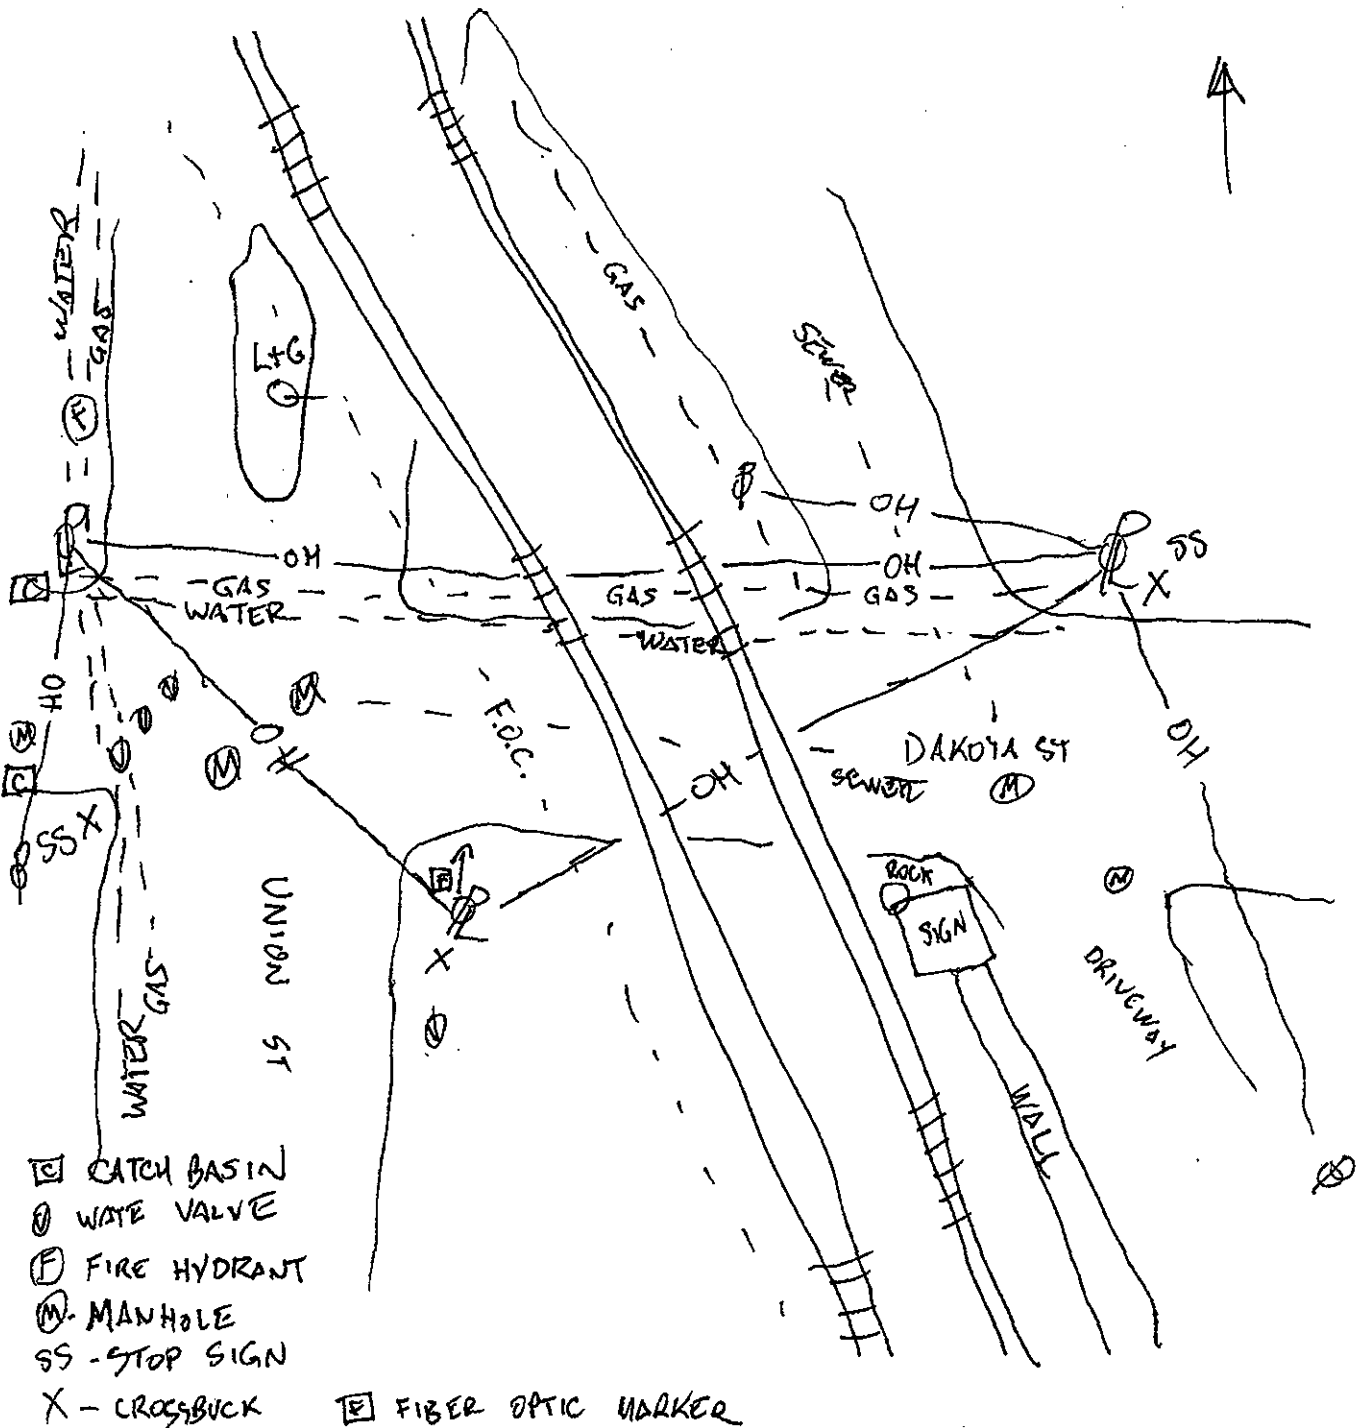 WATER
GAS
F
L+G
GAS
SEWER
OH
OH
OH
SS
X
C
GAS
WATER
GAS
GAS
WATER
OH
V
V
V
M
M
M
F.O.C.
OH
DAKOTA ST
SEWER
M
OH
C
SS X
F
ROCK
SIGN
M
DRIVEWAY
UNION ST
X
V
WATER
GAS
WALL
C CATCH BASIN
V WATE VALVE
F FIRE HYDRANT
M - MANHOLE
SS - STOP SIGN
X - CROSSBUCK
F FIBER OPTIC MARKER